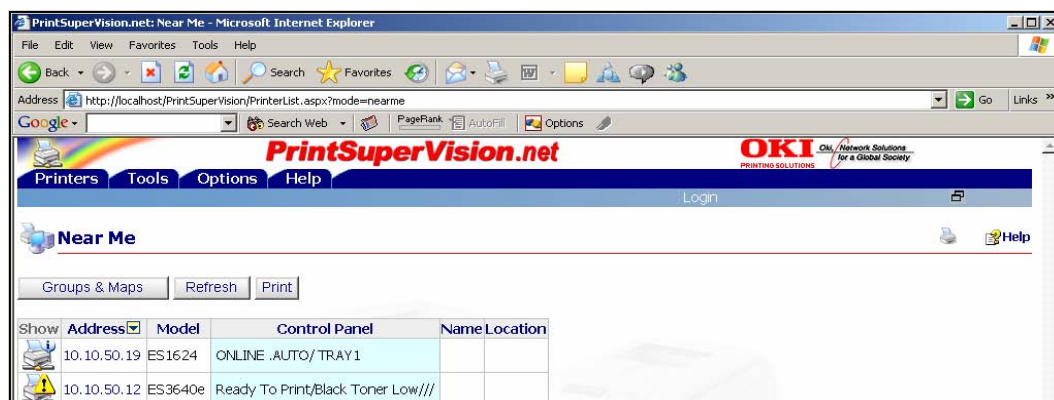 PrintSuperVision.net: Near Me - Microsoft Internet Explorer
File Edit View Favorites Tools Help
Back Search Favorites
Address http://localhost/PrintSuperVision/PrinterList.aspx?mode=nearme Go Links »
Google Search Web PageRank AutoFill Options
PrintSuperVision.net OKI Oki, Network Solutions
PRINTING SOLUTIONS for a Global Society
Printers Tools Options Help
Login
Near Me Help
Groups & Maps Refresh Print
Show Address Model Control Panel Name Location
10.10.50.19 ES1624 ONLINE .AUTO/TRAY1
10.10.50.12 ES3640e Ready To Print/Black Toner Low///